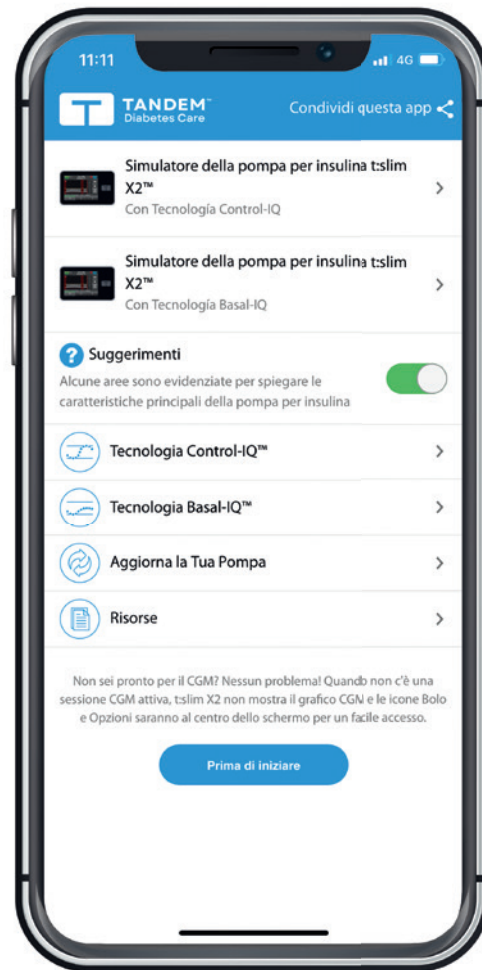 11:11
4G
TANDEM™
Diabetes Care
Condividi questa app
Simulatore della pompa per insulina t:slim
X2™
Con Tecnología Control-IQ
Simulatore della pompa per insulina t:slim
X2™
Con Tecnología Basal-IQ
? Suggerimenti
Alcune aree sono evidenziate per spiegare le
caratteristiche principali della pompa per insulina
Tecnologia Control-IQ™
Tecnologia Basal-IQ™
Aggiorna la Tua Pompa
Risorse
Non sei pronto per il CGM? Nessun problema! Quando non c'è una
sessione CGM attiva, t:slim X2 non mostra il grafico CGM e le icone Bolo
e Opzioni saranno al centro dello schermo per un facile accesso.
Prima di iniziare